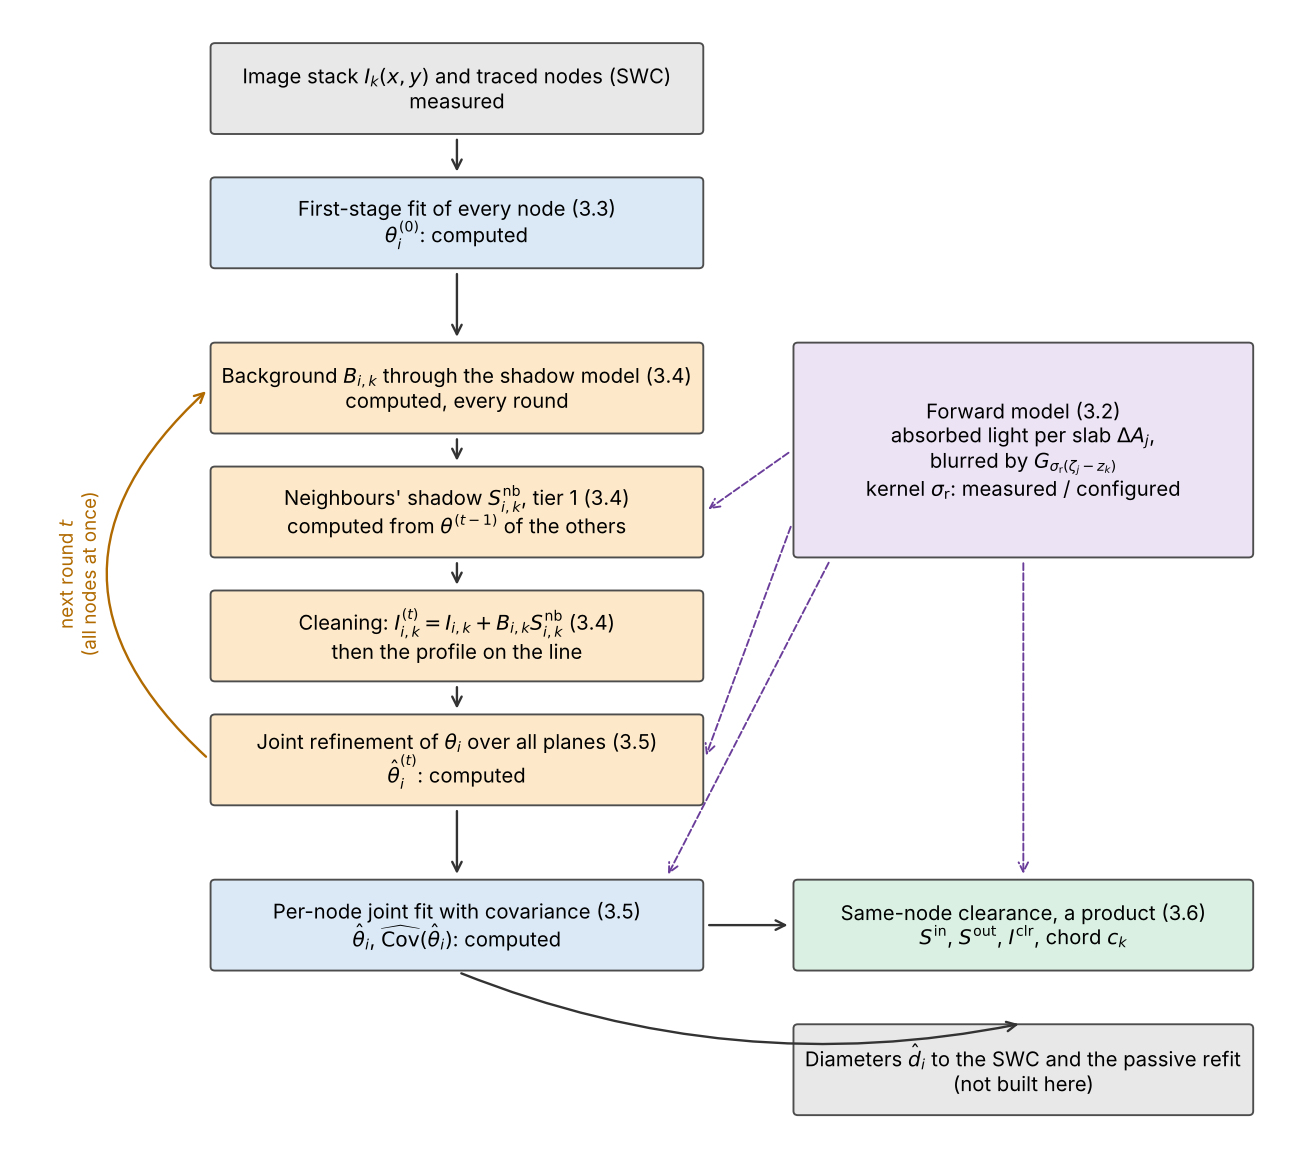 Image stack I_k(x, y) and traced nodes (SWC)
measured
First-stage fit of every node (3.3)
θ_i^(0): computed
Background B_{i,k} through the shadow model (3.4)
computed, every round
Neighbours' shadow S_{i,k}^{nb}, tier 1 (3.4)
computed from θ^(t−1) of the others
Cleaning: I_{i,k}^{(t)} = I_{i,k} + B_{i,k}S_{i,k}^{nb} (3.4)
then the profile on the line
Joint refinement of θ_i over all planes (3.5)
θ̂_i^(t): computed
next round t
(all nodes at once)
Forward model (3.2)
absorbed light per slab ΔA_j,
blurred by G_{σ_r(ζ_j−z_k)}
kernel σ_r: measured / configured
Per-node joint fit with covariance (3.5)
θ̂_i, \widehat{Cov}(θ̂_i): computed
Same-node clearance, a product (3.6)
S^in, S^out, I^clr, chord c_k
Diameters d̂_i to the SWC and the passive refit
(not built here)